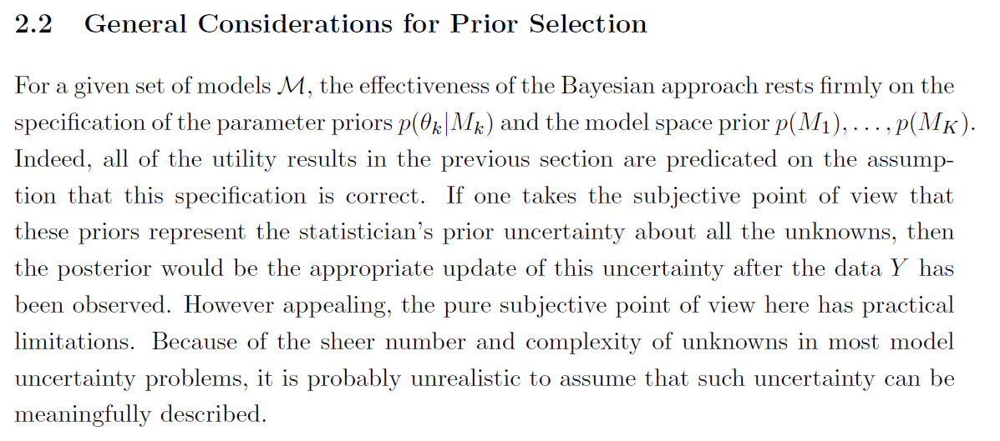 2.2 General Considerations for Prior Selection
For a given set of models ℳ, the effectiveness of the Bayesian approach rests firmly on the
specification of the parameter priors p(θₖ|Mₖ) and the model space prior p(M₁), . . . , p(M_K).
Indeed, all of the utility results in the previous section are predicated on the assump-
tion that this specification is correct. If one takes the subjective point of view that
these priors represent the statistician's prior uncertainty about all the unknowns, then
the posterior would be the appropriate update of this uncertainty after the data Y has
been observed. However appealing, the pure subjective point of view here has practical
limitations. Because of the sheer number and complexity of unknowns in most model
uncertainty problems, it is probably unrealistic to assume that such uncertainty can be
meaningfully described.